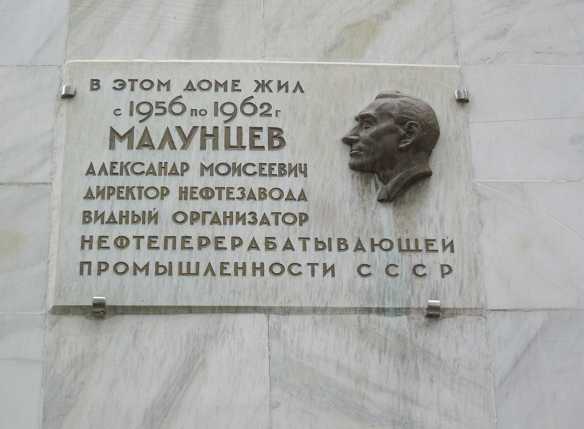 В ЭТОМ ДОМЕ ЖИЛ
С 1956 ПО 1962 Г
МАЛУНЦЕВ
АЛЕКСАНДР МОИСЕЕВИЧ
ДИРЕКТОР НЕФТЕЗАВОДА
ВИДНЫЙ ОРГАНИЗАТОР
НЕФТЕПЕРЕРАБАТЫВАЮЩЕЙ
ПРОМЫШЛЕННОСТИ СССР